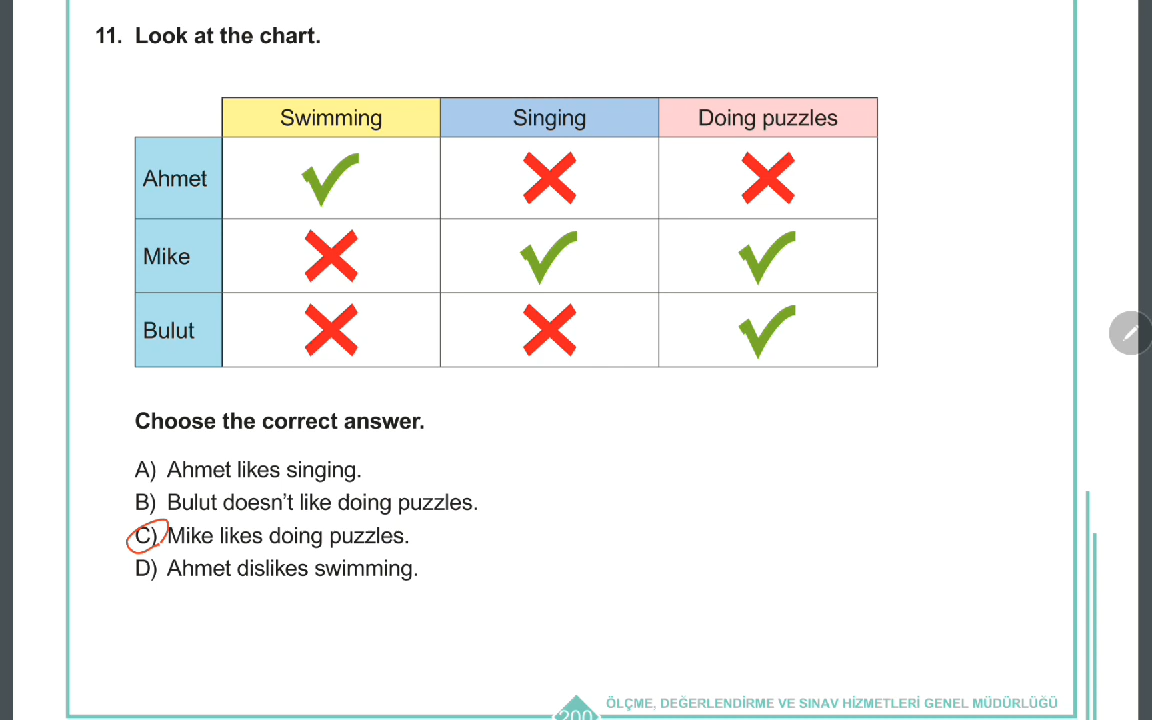 11. Look at the chart.
Swimming Singing Doing puzzles
Ahmet
Mike
Bulut
Choose the correct answer.
A) Ahmet likes singing.
B) Bulut doesn’t like doing puzzles.
C) Mike likes doing puzzles.
D) Ahmet dislikes swimming.
ÖLÇME, DEĞERLENDİRME VE SINAV HİZMETLERİ GENEL MÜDÜRLÜĞÜ
200